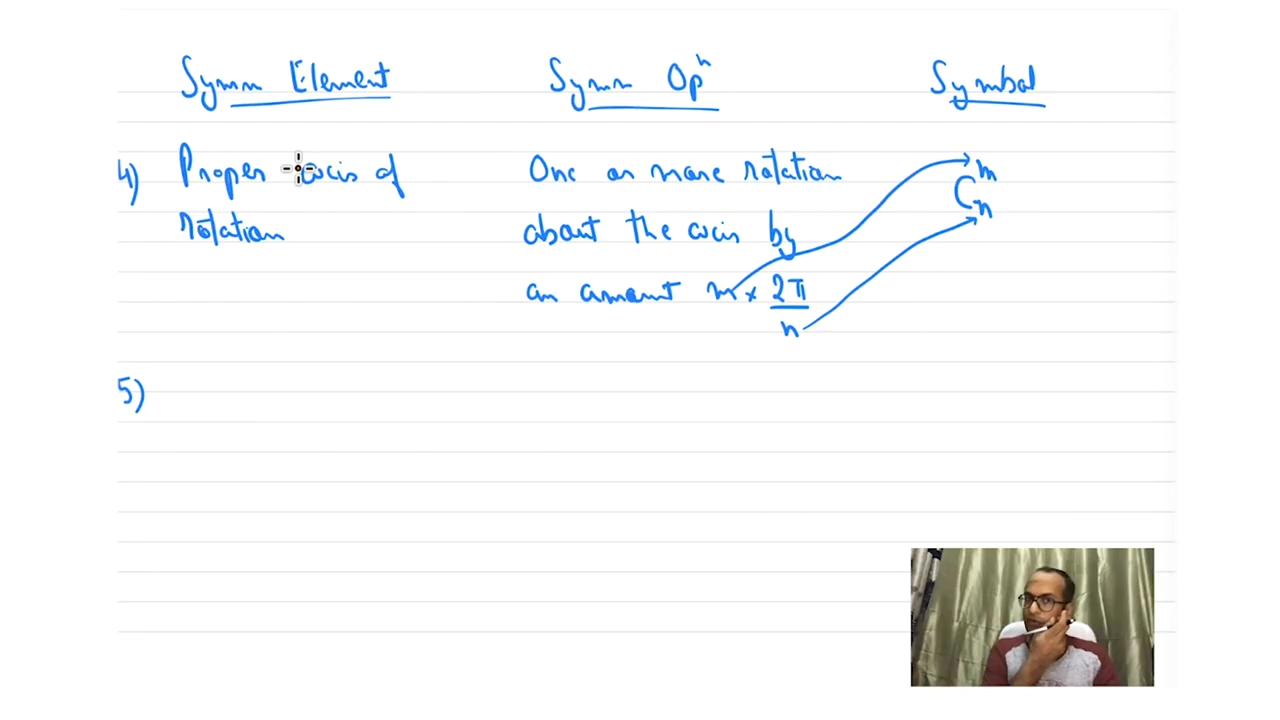 Symm Element Symm Opⁿ Symbol
4) Proper axis of One or more rotation Cₙᵐ
rotation about the axis by
an amount m × 2π/n
5)